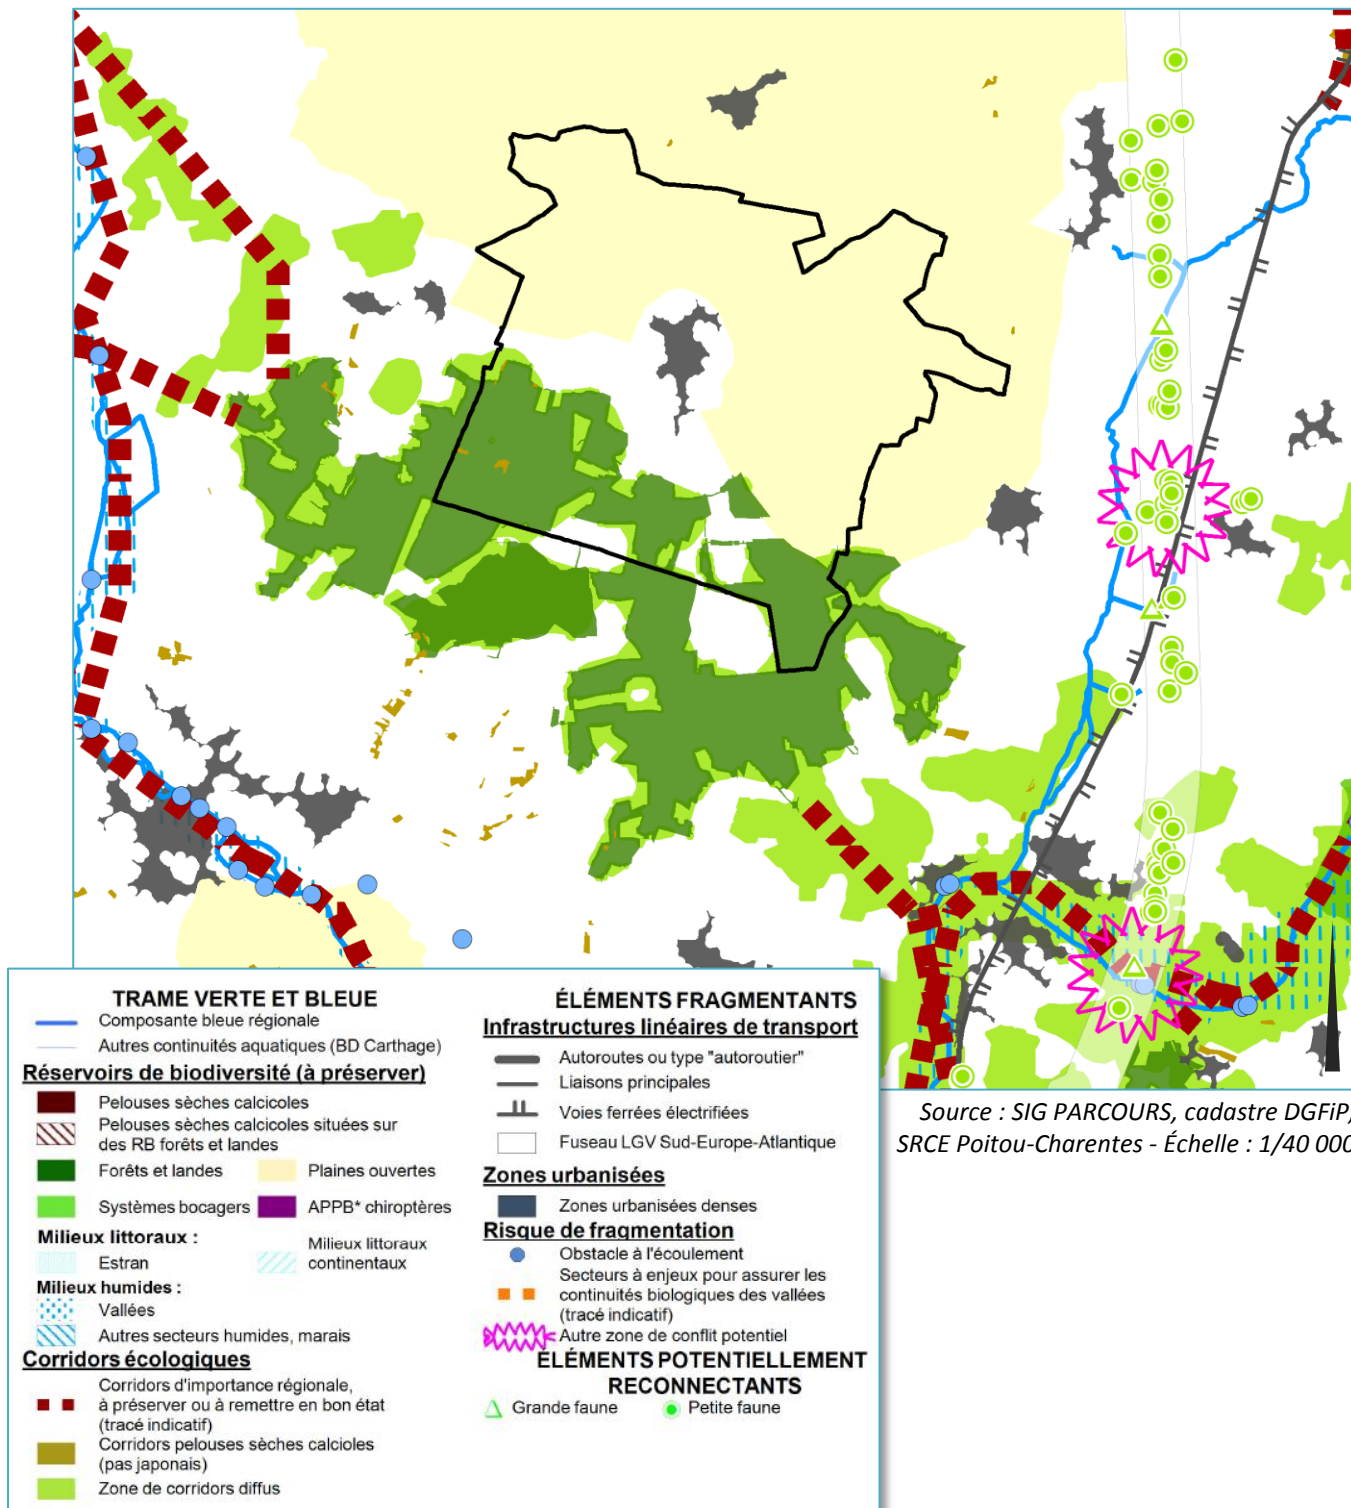 Source : SIG PARCOURS, cadastre DGFiP,
SRCE Poitou-Charentes - Échelle : 1/40 000
TRAME VERTE ET BLEUE
Composante bleue régionale
Autres continuités aquatiques (BD Carthage)
Réservoirs de biodiversité (à préserver)
Pelouses sèches calcicoles
Pelouses sèches calcicoles situées sur
des RB forêts et landes
Forêts et landes
Plaines ouvertes
Systèmes bocagers
APPB* chiroptères
Milieux littoraux :
Estran
Milieux littoraux
continentaux
Milieux humides :
Vallées
Autres secteurs humides, marais
Corridors écologiques
Corridors d'importance régionale,
à préserver ou à remettre en bon état
(tracé indicatif)
Corridors pelouses sèches calcioles
(pas japonais)
Zone de corridors diffus
ÉLÉMENTS FRAGMENTANTS
Infrastructures linéaires de transport
Autoroutes ou type "autoroutier"
Liaisons principales
Voies ferrées électrifiées
Fuseau LGV Sud-Europe-Atlantique
Zones urbanisées
Zones urbanisées denses
Risque de fragmentation
Obstacle à l'écoulement
Secteurs à enjeux pour assurer les
continuités biologiques des vallées
(tracé indicatif)
Autre zone de conflit potentiel
ÉLÉMENTS POTENTIELLEMENT
RECONNECTANTS
Grande faune
Petite faune